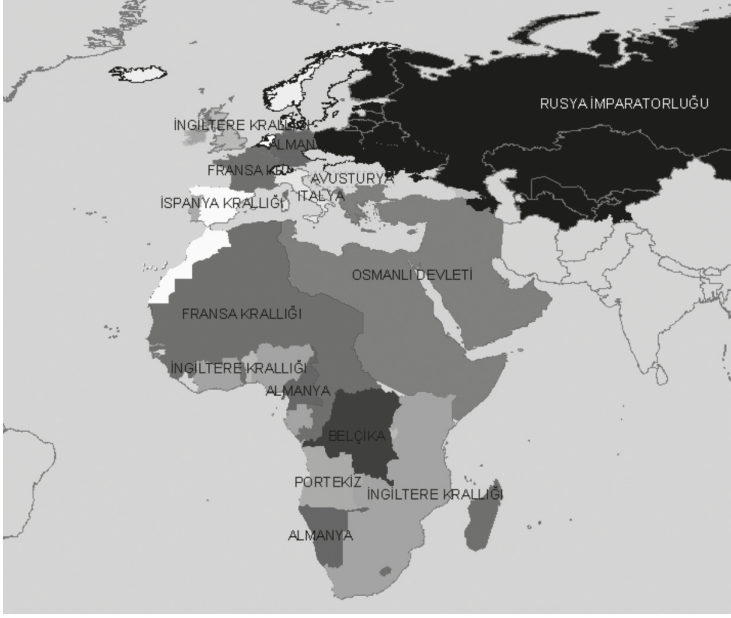 RUSYA İMPARATORLUĞU
İNGİLTERE KRALLIĞI
ALMAN
FRANSA KR
AVUSTURYA
İSPANYA KRALLIĞI
İTALYA
OSMANLI DEVLETİ
FRANSA KRALLIĞI
İNGİLTERE KRALLIĞI
ALMANYA
BELÇİKA
PORTEKİZ
İNGİLTERE KRALLIĞI
ALMANYA